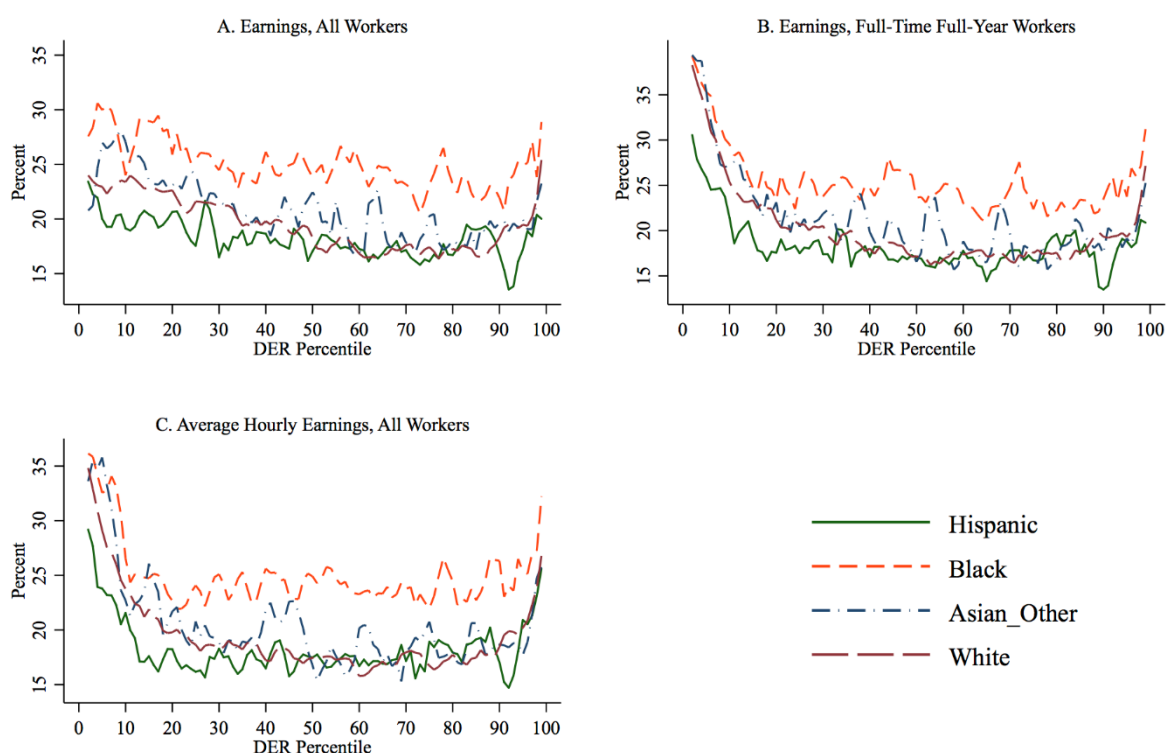 A. Earnings, All Workers
Percent
35
30
25
20
15
0 10 20 30 40 50 60 70 80 90 100
DER Percentile
B. Earnings, Full-Time Full-Year Workers
Percent
35
30
25
20
15
0 10 20 30 40 50 60 70 80 90 100
DER Percentile
C. Average Hourly Earnings, All Workers
Percent
35
30
25
20
15
0 10 20 30 40 50 60 70 80 90 100
DER Percentile
Hispanic
Black
Asian_Other
White